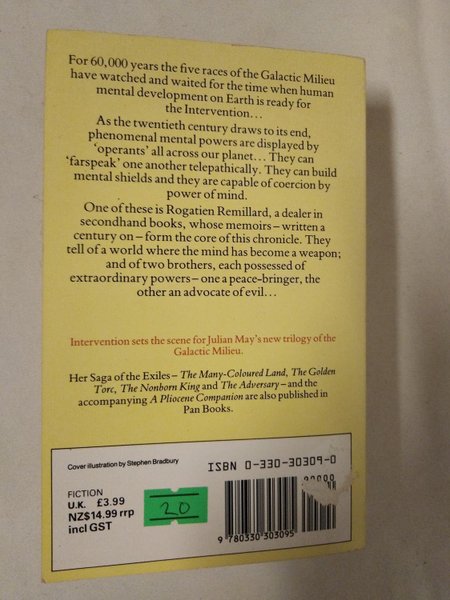 For 60,000 years the five races of the Galactic Milieu
have watched and waited for the time when human
mental development on Earth is ready for
the Intervention...
As the twentieth century draws to its end,
phenomenal mental powers are displayed by
'operants' all across our planet... They can
'farspeak' one another telepathically. They can build
mental shields and they are capable of coercion by
power of mind.
One of these is Rogatien Remillard, a dealer in
secondhand books, whose memoirs – written a
century on – form the core of this chronicle. They
tell of a world where the mind has become a weapon;
and of two brothers, each possessed of
extraordinary powers – one a peace-bringer, the
other an advocate of evil...
Intervention sets the scene for Julian May's new trilogy of the
Galactic Milieu.
Her Saga of the Exiles – The Many-Coloured Land, The Golden
Torc, The Nonborn King and The Adversary – and the
accompanying A Pliocene Companion are also published in
Pan Books.
Cover illustration by Stephen Bradbury
ISBN 0-330-30309-0
FICTION
U.K. £3.99
NZ$14.99 rrp
incl GST
20
9 780330 303095